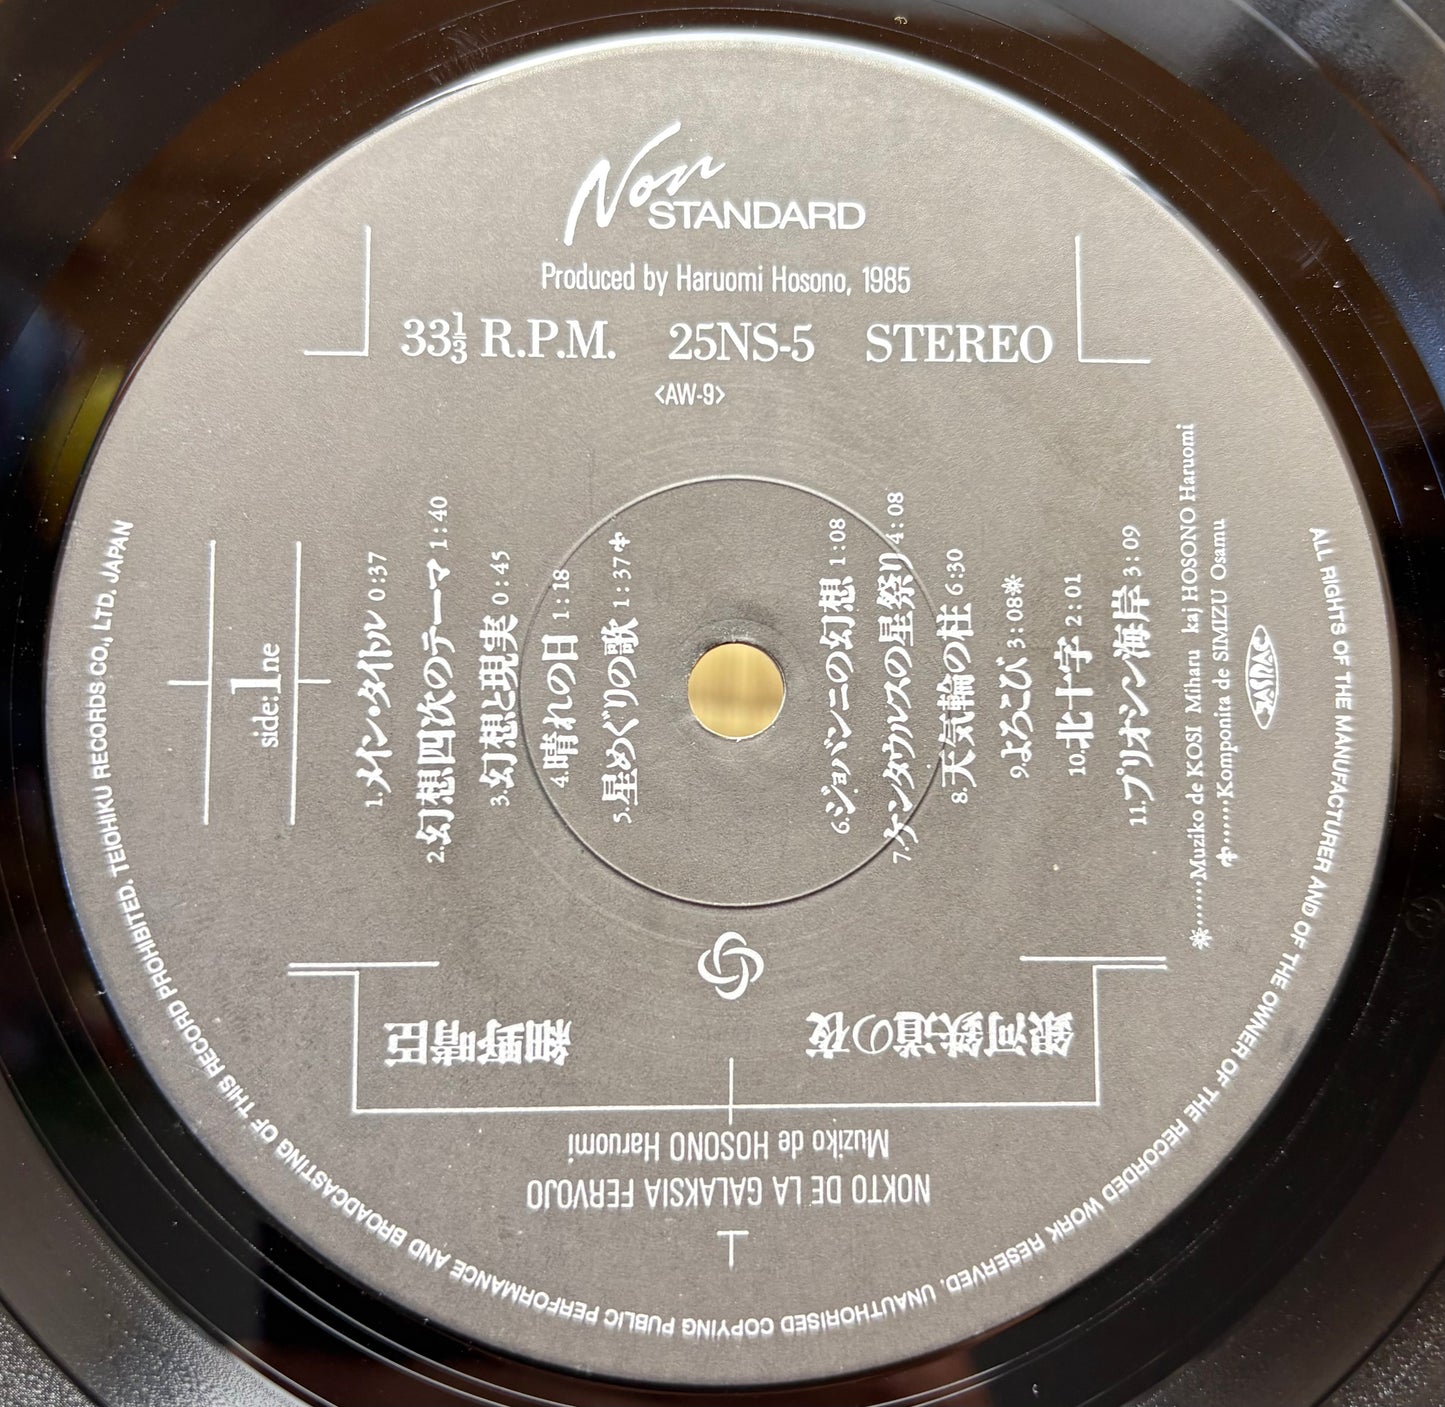 Non STANDARD
Produced by Haruomi Hosono, 1985
33 1/3 R.P.M. 25NS-5 STEREO
<AW-9>
side:1ne
1.メイン・タイトル 0:37
2.幻想四次のテーマ 1:40
3.幻想と現実 0:45
4.晴れの日 1:18
5.星めぐりの歌 1:37✤
6.ジョバンニの幻想 1:08
7.ケンタウルスの星祭り 4:08
8.天気輪の柱 6:30
9.よろこび 3:08❋
10.北十字 2:01
11.プリオシン海岸 3:09
❋……Muziko de KOSI Miharu kaj HOSONO Haruomi
✤……Komponita de SIMIZU Osamu
JASRAC
銀河鉄道の夜
細野晴臣
Muziko de HOSONO Haruomi
NOKTO DE LA GALAKSIA FERVOJO
ALL RIGHTS OF THE MANUFACTURER AND OF THE OWNER OF THE RECORDED WORK RESERVED. UNAUTHORISED COPYING PUBLIC PERFORMANCE AND BROADCASTING OF THIS RECORD PROHIBITED. TEICHIKU RECORDS CO., LTD. JAPAN